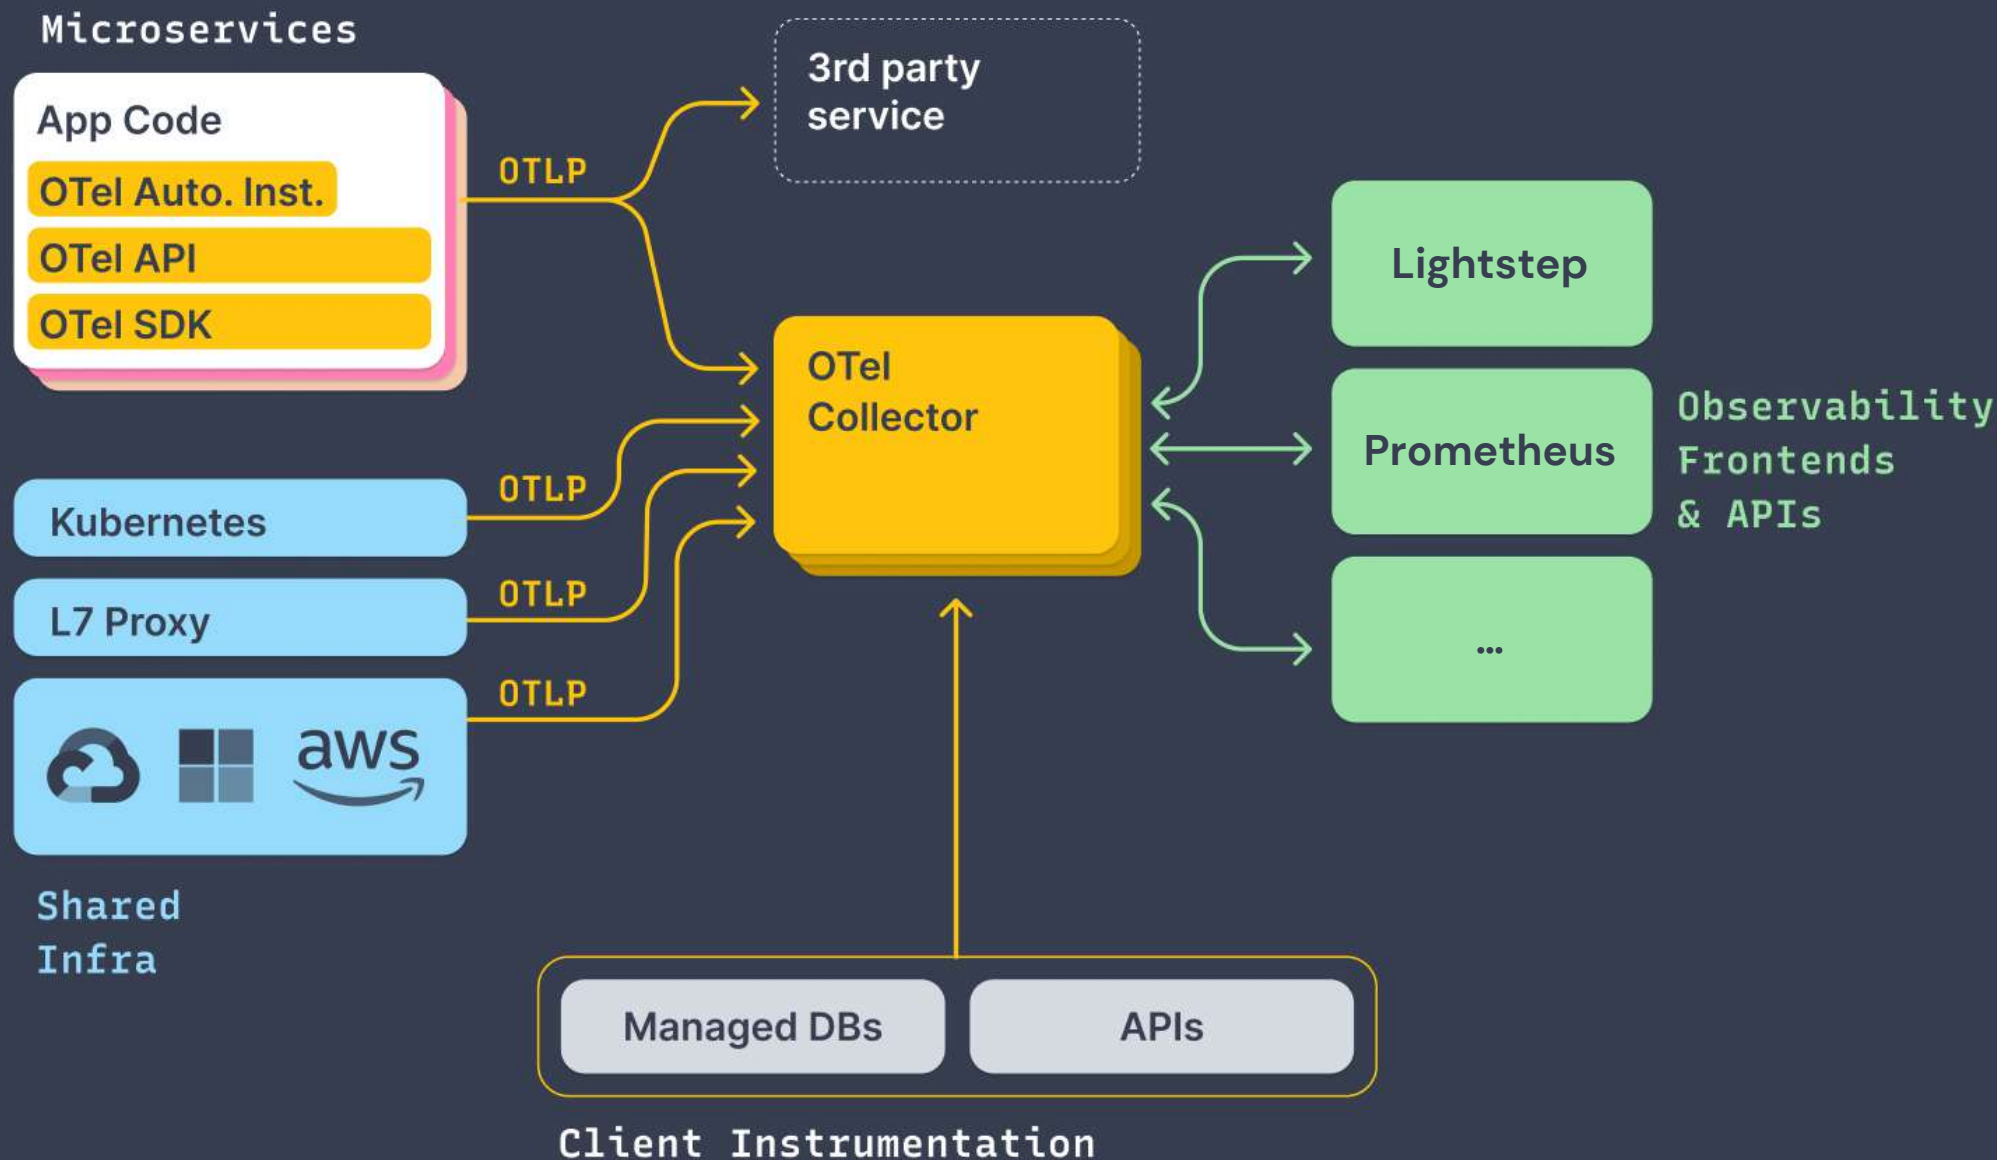 Microservices
App Code
OTel Auto. Inst.
OTel API
OTel SDK
OTLP
3rd party
service
Kubernetes
OTLP
L7 Proxy
OTLP
aws
OTLP
Shared
Infra
OTel
Collector
Lightstep
Prometheus
...
Observability
Frontends
& APIs
Managed DBs
APIs
Client Instrumentation